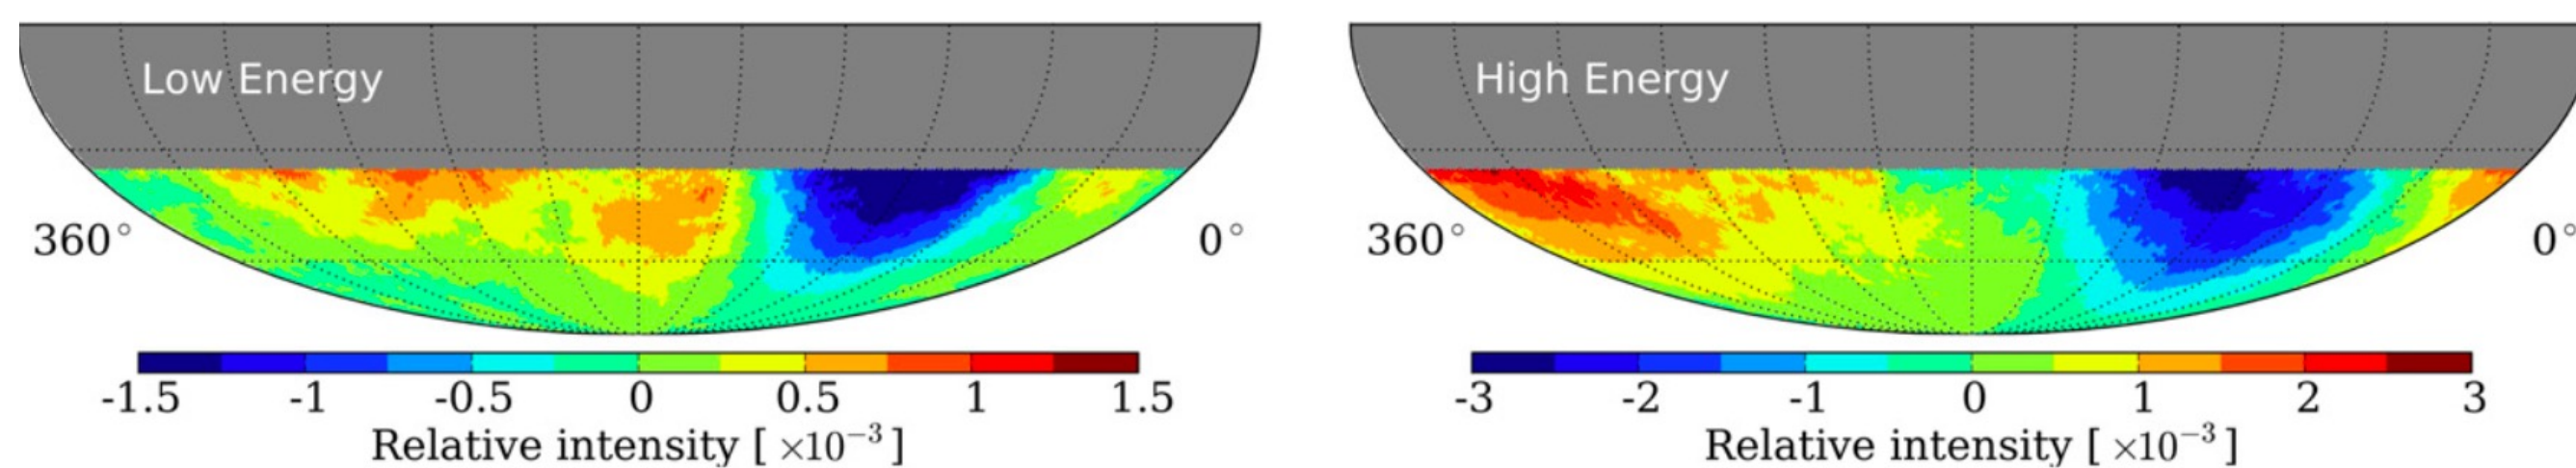 Low Energy
360° 0°
-1.5 -1 -0.5 0 0.5 1 1.5
Relative intensity [ ×10⁻³ ]
High Energy
360° 0°
-3 -2 -1 0 1 2 3
Relative intensity [ ×10⁻³ ]